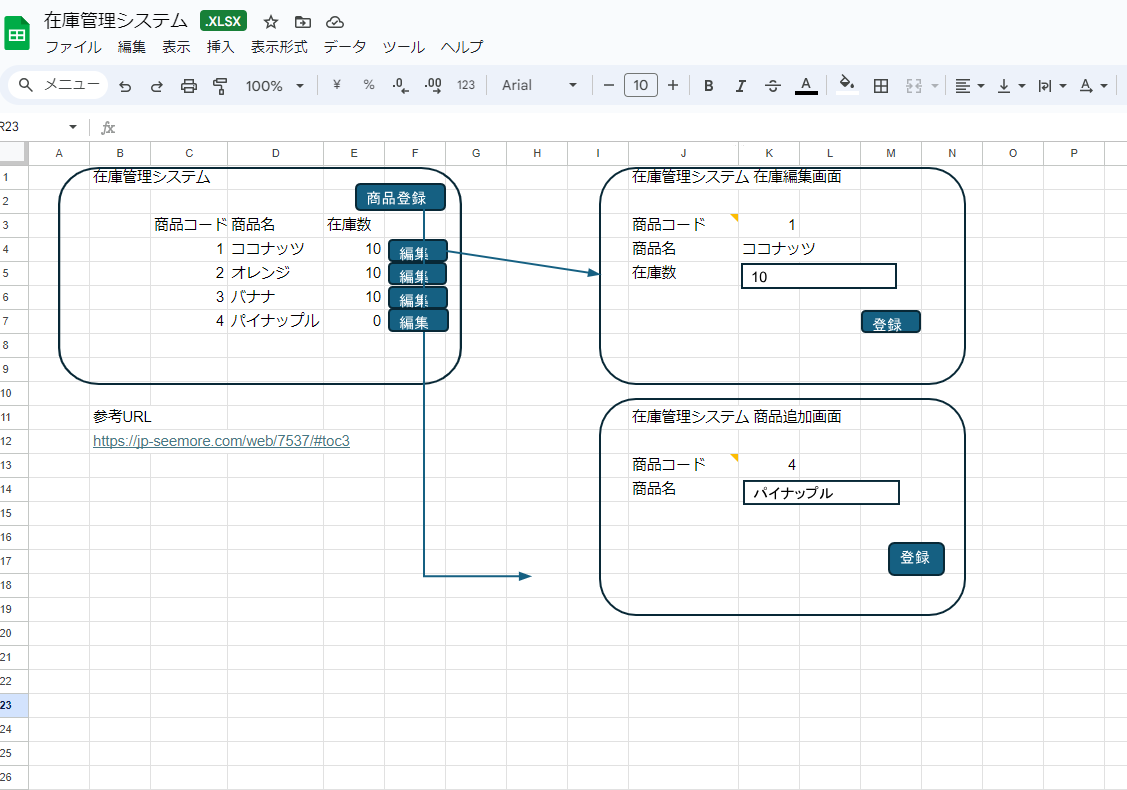 在庫管理システム .XLSX
ファイル 編集 表示 挿入 表示形式 データ ツール ヘルプ
メニュー 100% ¥ % .0 .00 123 Arial 10 B I A A
R23 fx
A B C D E F G H I J K L M N O P
1 在庫管理システム 在庫管理システム 在庫編集画面
2 商品登録
3 商品コード 商品名 在庫数 商品コード 1
4 1 ココナッツ 10 編集 商品名 ココナッツ
5 2 オレンジ 10 編集 在庫数 10
6 3 バナナ 10 編集
7 4 パイナップル 0 編集 登録
8
9
10
11 参考URL 在庫管理システム 商品追加画面
12 https://jp-seemore.com/web/7537/#toc3
13 商品コード 4
14 商品名 パイナップル
15
16
17 登録
18
19
20
21
22
23
24
25
26